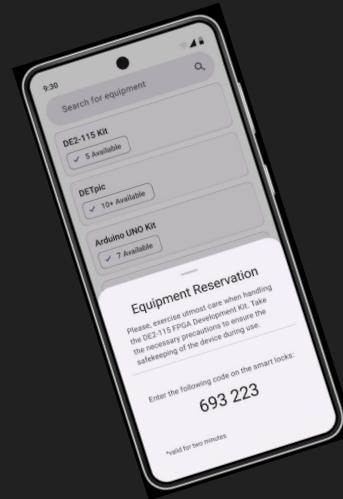 9:30
Search for equipment
DE2-115 Kit
✓ 5 Available
DETpic
✓ 10+ Available
Arduino UNO Kit
✓ 7 Available
Equipment Reservation
Please, exercise utmost care when handling
the DE2-115 FPGA Development Kit. Take
the necessary precautions to ensure the
safekeeping of the device during use.
Enter the following code on the smart locks:
693 223
*valid for two minutes